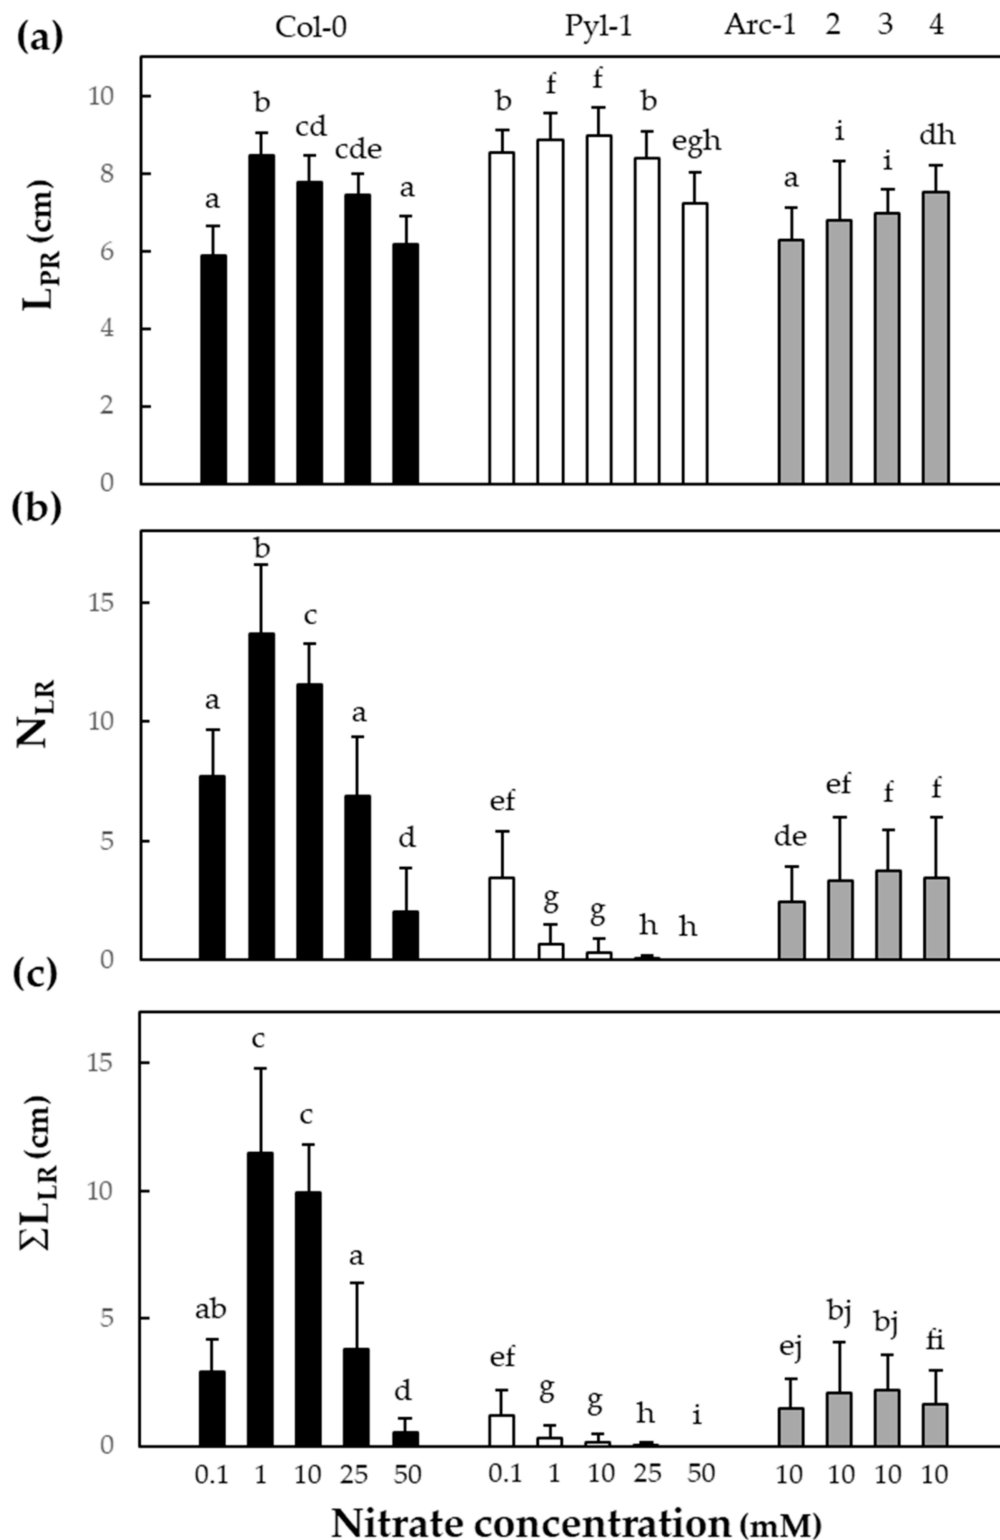 (a) Col-0 Pyl-1 Arc-1 2 3 4
LPR (cm)
10
8
6
4
2
0
a b cd cde a b f f b egh a i i dh
(b)
NLR
15
10
5
0
a b c a d ef g g h h de ef f f
(c)
ΣLLR (cm)
15
10
5
0
ab c c a d ef g g h i ej bj bj fi
0.1 1 10 25 50 0.1 1 10 25 50 10 10 10 10
Nitrate concentration (mM)